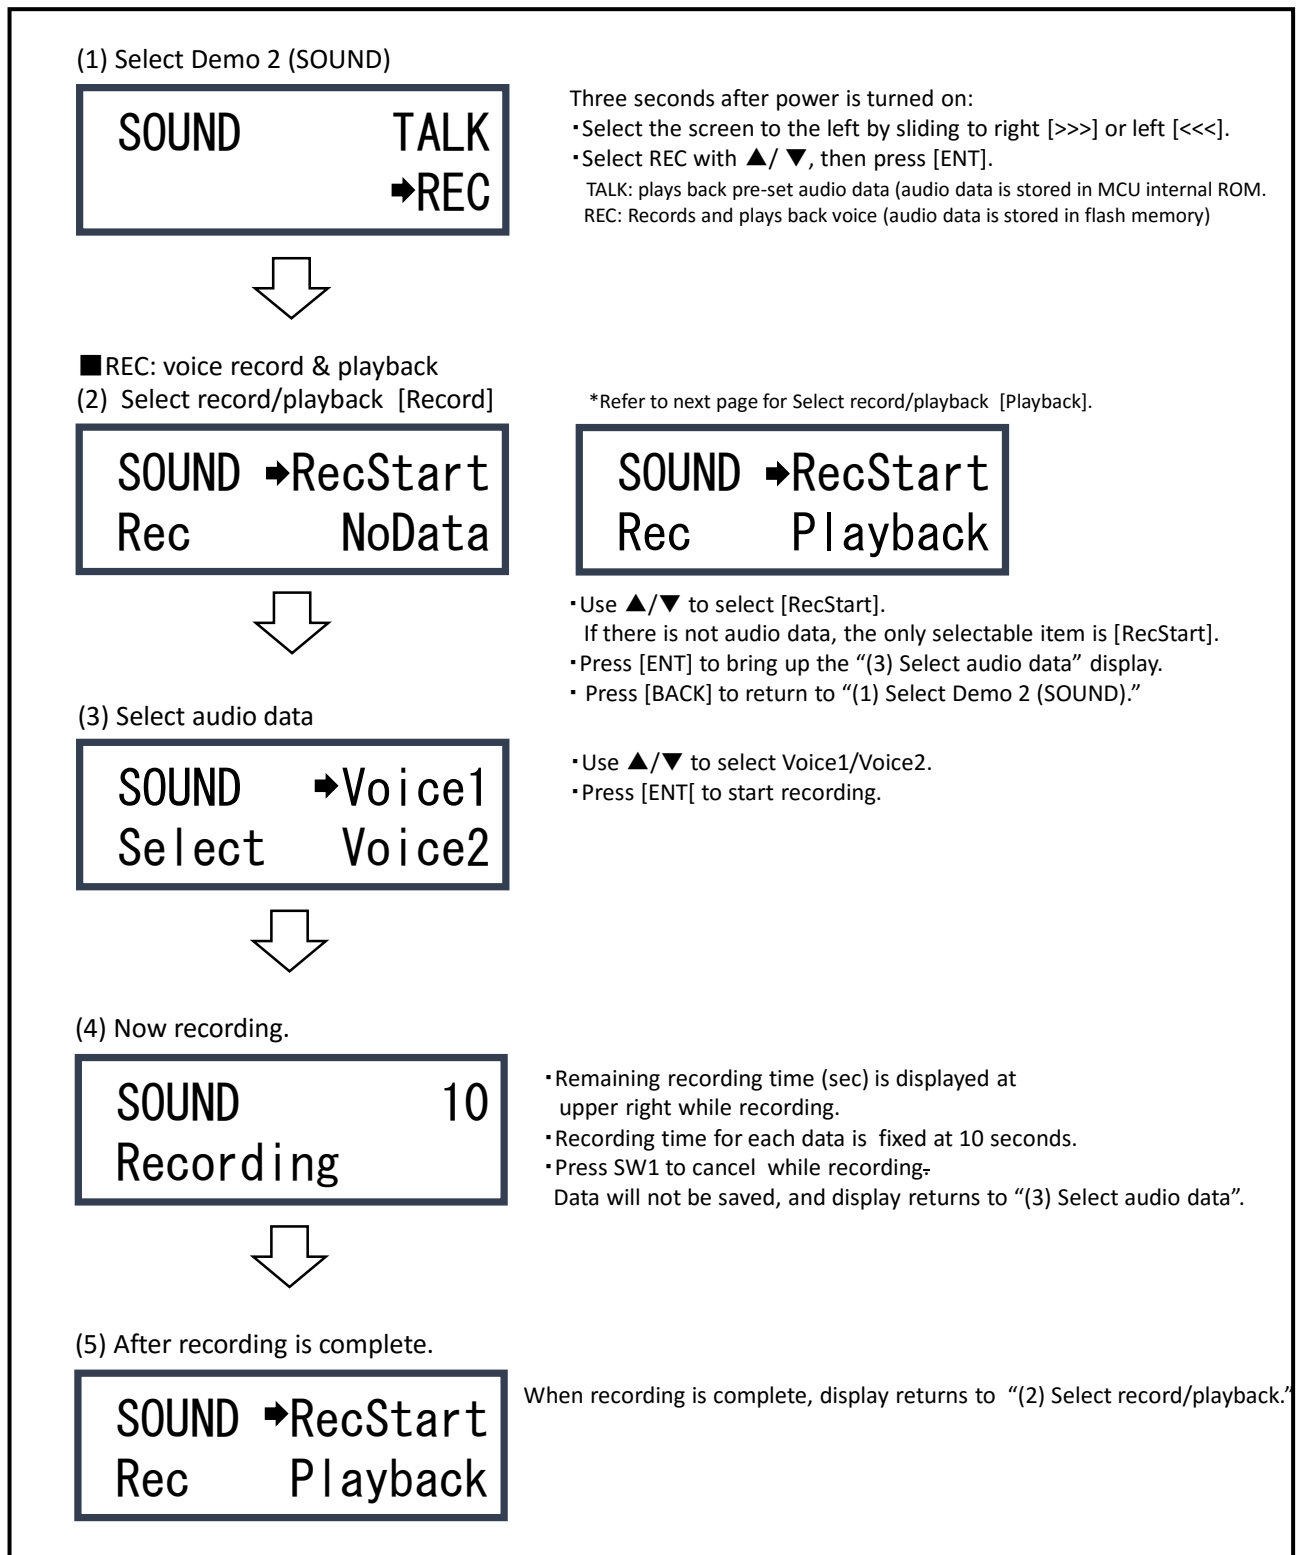 (1) Select Demo 2 (SOUND)
SOUND TALK
➡REC
Three seconds after power is turned on:
・Select the screen to the left by sliding to right [>>>] or left [<<<].
・Select REC with ▲/ ▼, then press [ENT].
TALK: plays back pre-set audio data (audio data is stored in MCU internal ROM.
REC: Records and plays back voice (audio data is stored in flash memory)
■REC: voice record & playback
(2) Select record/playback [Record]
*Refer to next page for Select record/playback [Playback].
SOUND ➡RecStart
Rec NoData
SOUND ➡RecStart
Rec Playback
・Use ▲/▼ to select [RecStart].
If there is not audio data, the only selectable item is [RecStart].
・Press [ENT] to bring up the “(3) Select audio data” display.
・ Press [BACK] to return to “(1) Select Demo 2 (SOUND).”
(3) Select audio data
SOUND ➡Voice1
Select Voice2
・Use ▲/▼ to select Voice1/Voice2.
・Press [ENT[ to start recording.
(4) Now recording.
SOUND 10
Recording
・Remaining recording time (sec) is displayed at
upper right while recording.
・Recording time for each data is fixed at 10 seconds.
・Press SW1 to cancel while recording.
Data will not be saved, and display returns to “(3) Select audio data”.
(5) After recording is complete.
SOUND ➡RecStart
Rec Playback
When recording is complete, display returns to “(2) Select record/playback.”